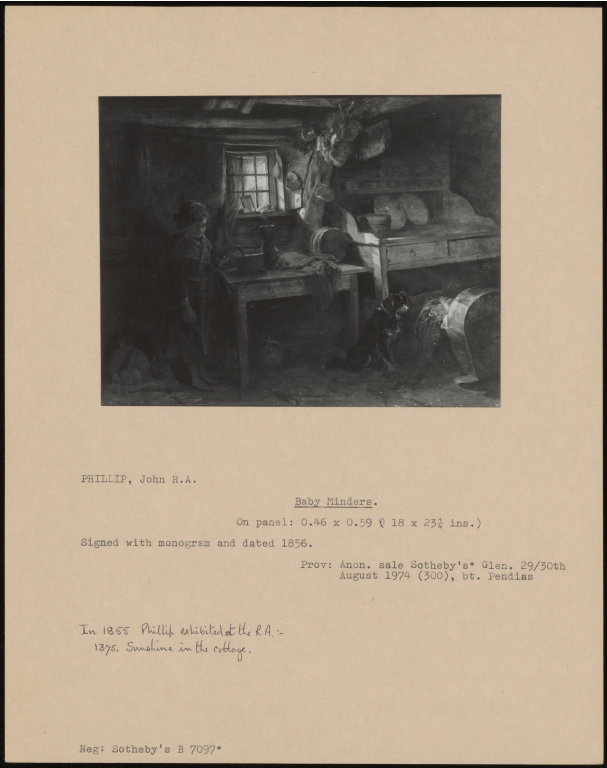 PHILLIP, John R.A.
Baby Minders.
On panel: 0.46 x 0.59 ( 18 x 23¼ ins.)
Signed with monogram and dated 1856.
Prov: Anon. sale Sotheby's* Glen. 29/30th
August 1974 (300), bt. Pendias
In 1855 Phillip exhibited at the R.A :-
1375. Sunshine in the cottage.
Neg: Sotheby's B 7097*